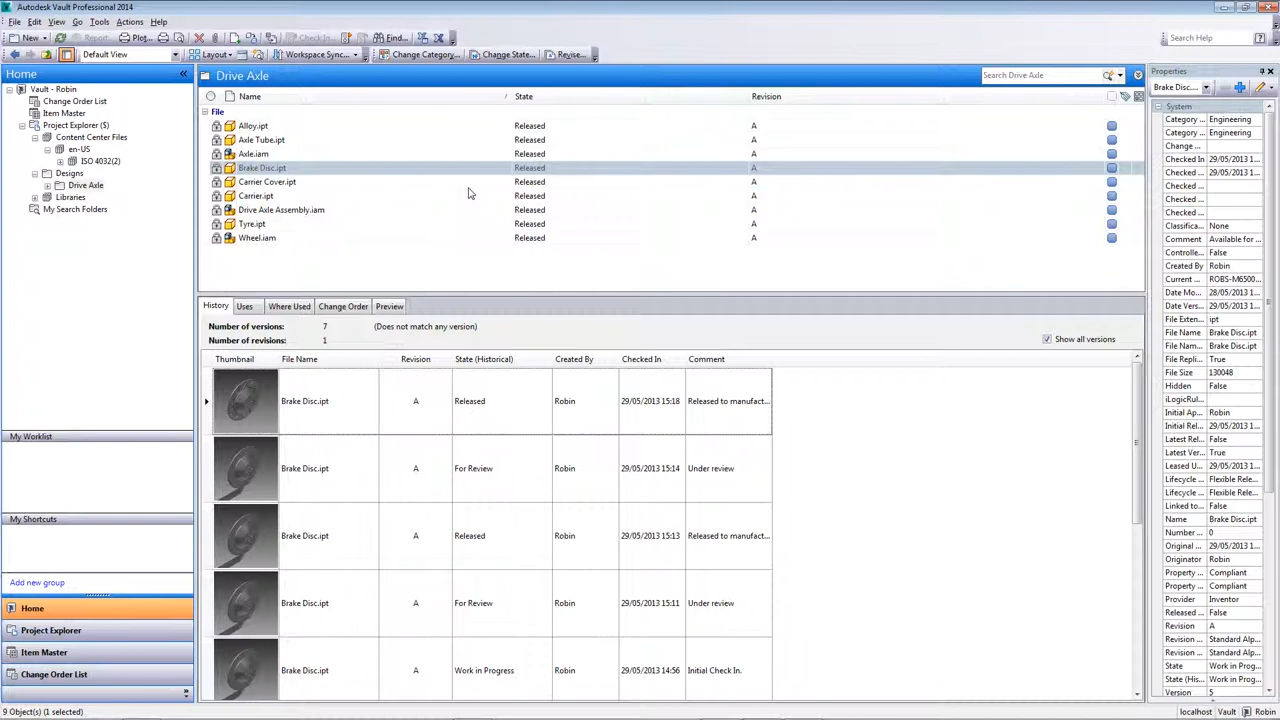 Autodesk Vault Professional 2014
File Edit View Go Tools Actions Help
New Report... Plot... Check In... Find... Search Help
Default View Layout Workspace Sync... Change Category... Change State... Revise...
Home
Vault - Robin
Change Order List
Item Master
Project Explorer ($)
Content Center Files
en-US
ISO 4032(2)
Designs
Drive Axle
Libraries
My Search Folders
My Worklist
My Shortcuts
Add new group
Home
Project Explorer
Item Master
Change Order List
Drive Axle Search Drive Axle
Name State Revision
File
Alloy.ipt Released A
Axle Tube.ipt Released A
Axle.iam Released A
Brake Disc.ipt Released A
Carrier Cover.ipt Released A
Carrier.ipt Released A
Drive Axle Assembly.iam Released A
Tyre.ipt Released A
Wheel.iam Released A
History Uses Where Used Change Order Preview
Number of versions: 7 (Does not match any version)
Number of revisions: 1
Show all versions
Thumbnail File Name Revision State (Historical) Created By Checked In Comment
Brake Disc.ipt A Released Robin 29/05/2013 15:18 Released to manufact...
Brake Disc.ipt A For Review Robin 29/05/2013 15:14 Under review
Brake Disc.ipt A Released Robin 29/05/2013 15:13 Released to manufact...
Brake Disc.ipt A For Review Robin 29/05/2013 15:11 Under review
Brake Disc.ipt A Work in Progress Robin 29/05/2013 14:56 Initial Check In.
Properties
Brake Disc....
System
Category ... Engineering
Category ... Engineering
Change ...
Checked In 29/05/2013 ...
Checked ... 29/05/2013 ...
Checked ...
Checked ...
Checked ...
Classifica... None
Comment Available for ...
Controlle... False
Created By Robin
Current ... ROBS-M6500
Date Mo... 28/05/2013 1...
Date Vers... 29/05/2013 1...
File Exten... ipt
File Name Brake Disc.ipt
File Nam... Brake Disc.ipt
File Repli... True
File Size 130048
Hidden False
iLogicRul...
Initial Ap... Robin
Initial Rel... 29/05/2013 1...
Latest Rel... False
Latest Ver... True
Leased U... 29/05/2013 1...
Lifecycle ... Flexible Rele...
Lifecycle ... Flexible Rele...
Linked to... False
Name Brake Disc.ipt
Number ... 0
Original ... 29/05/2013 1...
Originator Robin
Property ... Compliant
Property ... Compliant
Provider Inventor
Released ... False
Revision A
Revision ... Standard Alp...
Revision ... Standard Alp...
State Work in Prog...
State (His... Work in Prog...
Version 5
9 Object(s) (1 selected) localhost Vault Robin